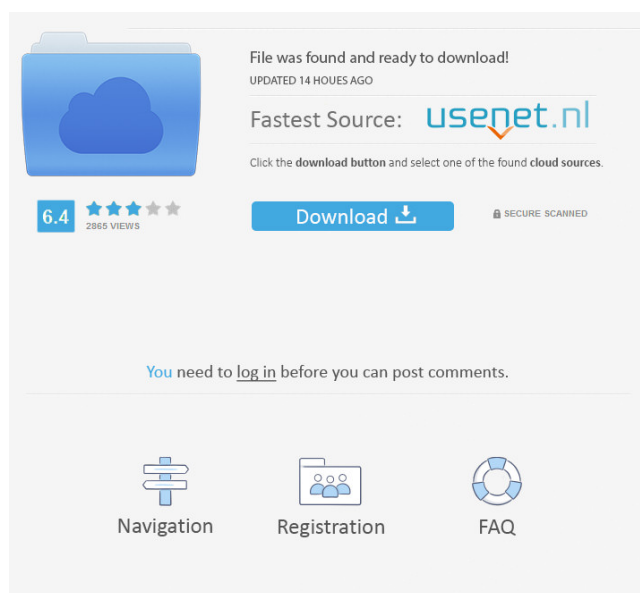 File was found and ready to download!
UPDATED 14 HOUES AGO
Fastest Source: usenet.nl
Click the download button and select one of the found cloud sources.
6.4
2865 VIEWS
Download
SECURE SCANNED
You need to log in before you can post comments.
Navigation
Registration
FAQ